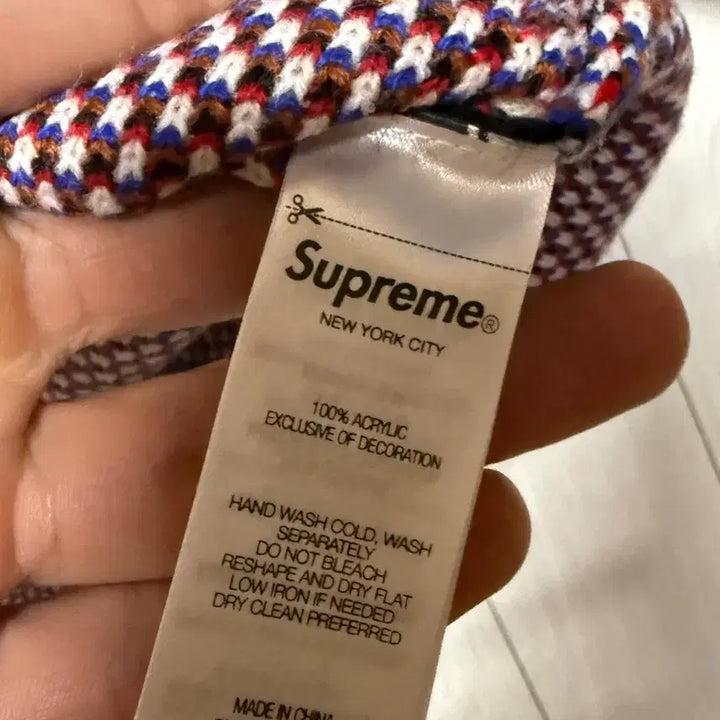 Supreme®
NEW YORK CITY
100% ACRYLIC
EXCLUSIVE OF DECORATION
HAND WASH COLD, WASH
SEPARATELY
DO NOT BLEACH
RESHAPE AND DRY FLAT
LOW IRON IF NEEDED
DRY CLEAN PREFERRED
MADE IN CHINA